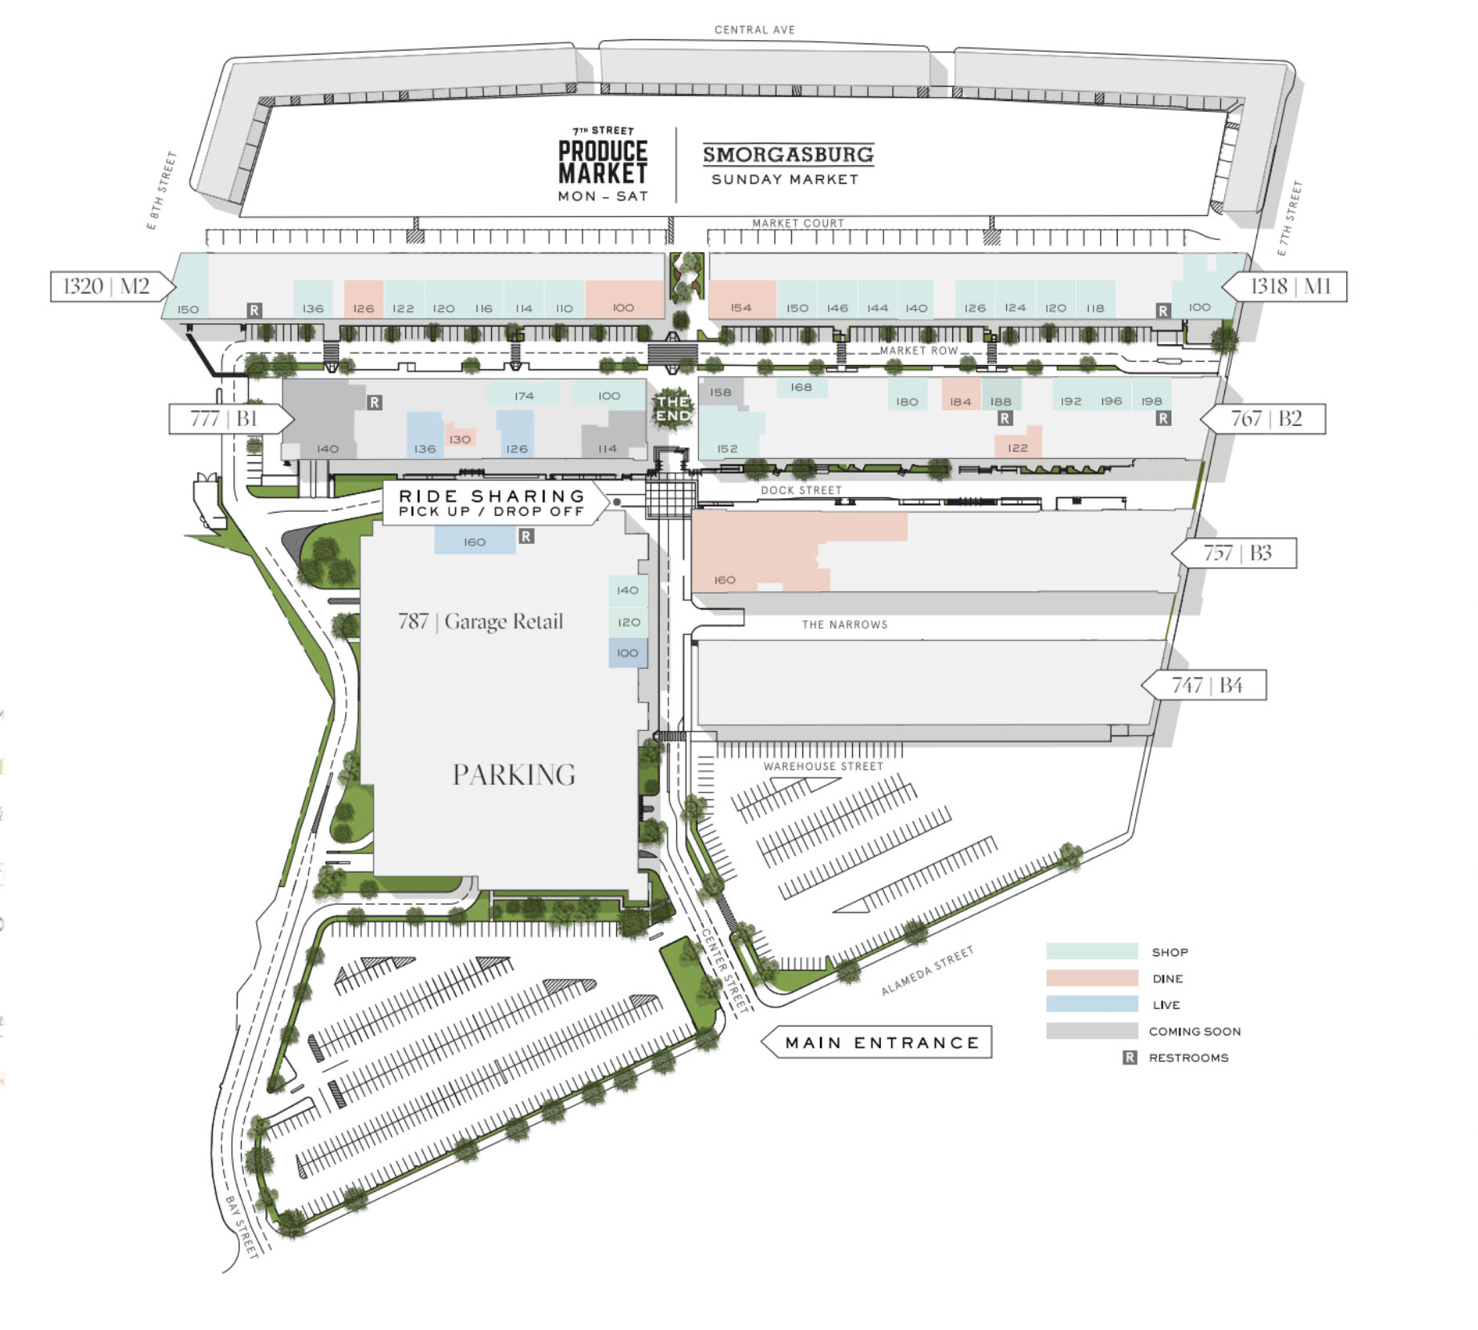 CENTRAL AVE
7TH STREET
PRODUCE
MARKET
MON – SAT
SMORGASBURG
SUNDAY MARKET
E 8TH STREET
E 7TH STREET
MARKET COURT
1320 | M2
150
R
136
126
122
120
116
114
110
100
154
150
146
144
140
126
124
120
118
R
100
1318 | M1
MARKET ROW
777 | B1
140
R
174
100
136
130
126
114
THE
END
158
168
152
180
184
188
R
192
196
198
R
122
767 | B2
DOCK STREET
RIDE SHARING
PICK UP / DROP OFF
160
R
140
120
100
787 | Garage Retail
160
757 | B3
THE NARROWS
747 | B4
PARKING
WAREHOUSE STREET
CENTER STREET
ALAMEDA STREET
MAIN ENTRANCE
BAY STREET
SHOP
DINE
LIVE
COMING SOON
R RESTROOMS